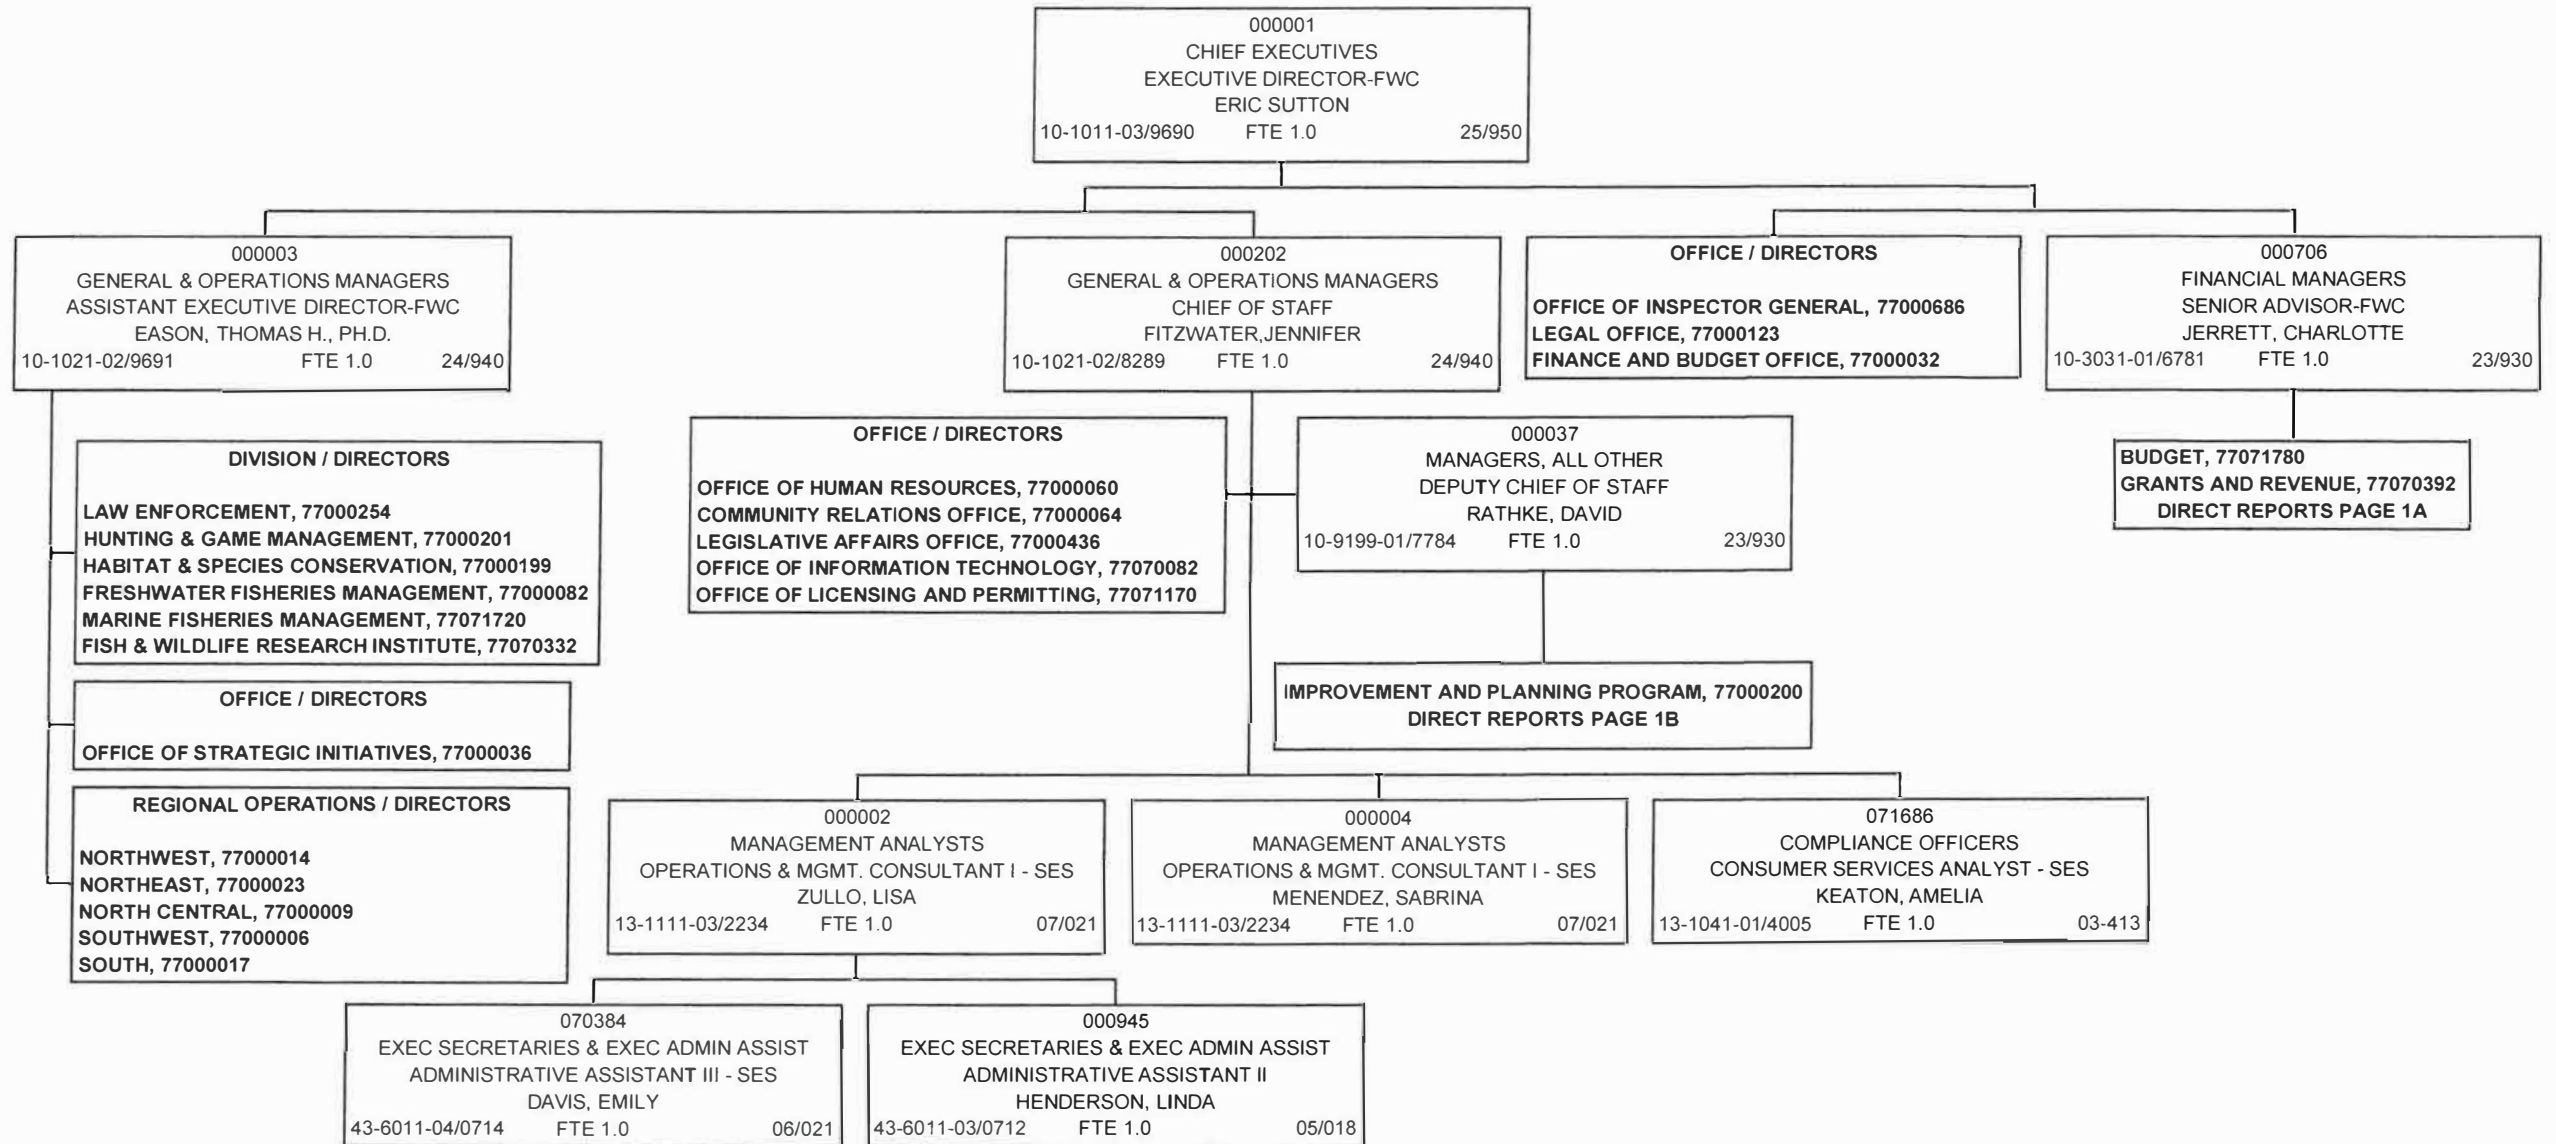 000001
CHIEF EXECUTIVES
EXECUTIVE DIRECTOR-FWC
ERIC SUTTON
10-1011-03/9690 FTE 1.0 25/950
000003
GENERAL & OPERATIONS MANAGERS
ASSISTANT EXECUTIVE DIRECTOR-FWC
EASON, THOMAS H., PH.D.
10-1021-02/9691 FTE 1.0 24/940
000202
GENERAL & OPERATIONS MANAGERS
CHIEF OF STAFF
FITZWATER,JENNIFER
10-1021-02/8289 FTE 1.0 24/940
OFFICE / DIRECTORS
OFFICE OF INSPECTOR GENERAL, 77000686
LEGAL OFFICE, 77000123
FINANCE AND BUDGET OFFICE, 77000032
000706
FINANCIAL MANAGERS
SENIOR ADVISOR-FWC
JERRETT, CHARLOTTE
10-3031-01/6781 FTE 1.0 23/930
DIVISION / DIRECTORS
LAW ENFORCEMENT, 77000254
HUNTING & GAME MANAGEMENT, 77000201
HABITAT & SPECIES CONSERVATION, 77000199
FRESHWATER FISHERIES MANAGEMENT, 77000082
MARINE FISHERIES MANAGEMENT, 77071720
FISH & WILDLIFE RESEARCH INSTITUTE, 77070332
OFFICE / DIRECTORS
OFFICE OF STRATEGIC INITIATIVES, 77000036
REGIONAL OPERATIONS / DIRECTORS
NORTHWEST, 77000014
NORTHEAST, 77000023
NORTH CENTRAL, 77000009
SOUTHWEST, 77000006
SOUTH, 77000017
OFFICE / DIRECTORS
OFFICE OF HUMAN RESOURCES, 77000060
COMMUNITY RELATIONS OFFICE, 77000064
LEGISLATIVE AFFAIRS OFFICE, 77000436
OFFICE OF INFORMATION TECHNOLOGY, 77070082
OFFICE OF LICENSING AND PERMITTING, 77071170
000037
MANAGERS, ALL OTHER
DEPUTY CHIEF OF STAFF
RATHKE, DAVID
10-9199-01/7784 FTE 1.0 23/930
BUDGET, 77071780
GRANTS AND REVENUE, 77070392
DIRECT REPORTS PAGE 1A
IMPROVEMENT AND PLANNING PROGRAM, 77000200
DIRECT REPORTS PAGE 1B
000002
MANAGEMENT ANALYSTS
OPERATIONS & MGMT. CONSULTANT I - SES
ZULLO, LISA
13-1111-03/2234 FTE 1.0 07/021
000004
MANAGEMENT ANALYSTS
OPERATIONS & MGMT. CONSULTANT I - SES
MENENDEZ, SABRINA
13-1111-03/2234 FTE 1.0 07/021
071686
COMPLIANCE OFFICERS
CONSUMER SERVICES ANALYST - SES
KEATON, AMELIA
13-1041-01/4005 FTE 1.0 03-413
070384
EXEC SECRETARIES & EXEC ADMIN ASSIST
ADMINISTRATIVE ASSISTANT III - SES
DAVIS, EMILY
43-6011-04/0714 FTE 1.0 06/021
000945
EXEC SECRETARIES & EXEC ADMIN ASSIST
ADMINISTRATIVE ASSISTANT II
HENDERSON, LINDA
43-6011-03/0712 FTE 1.0 05/018